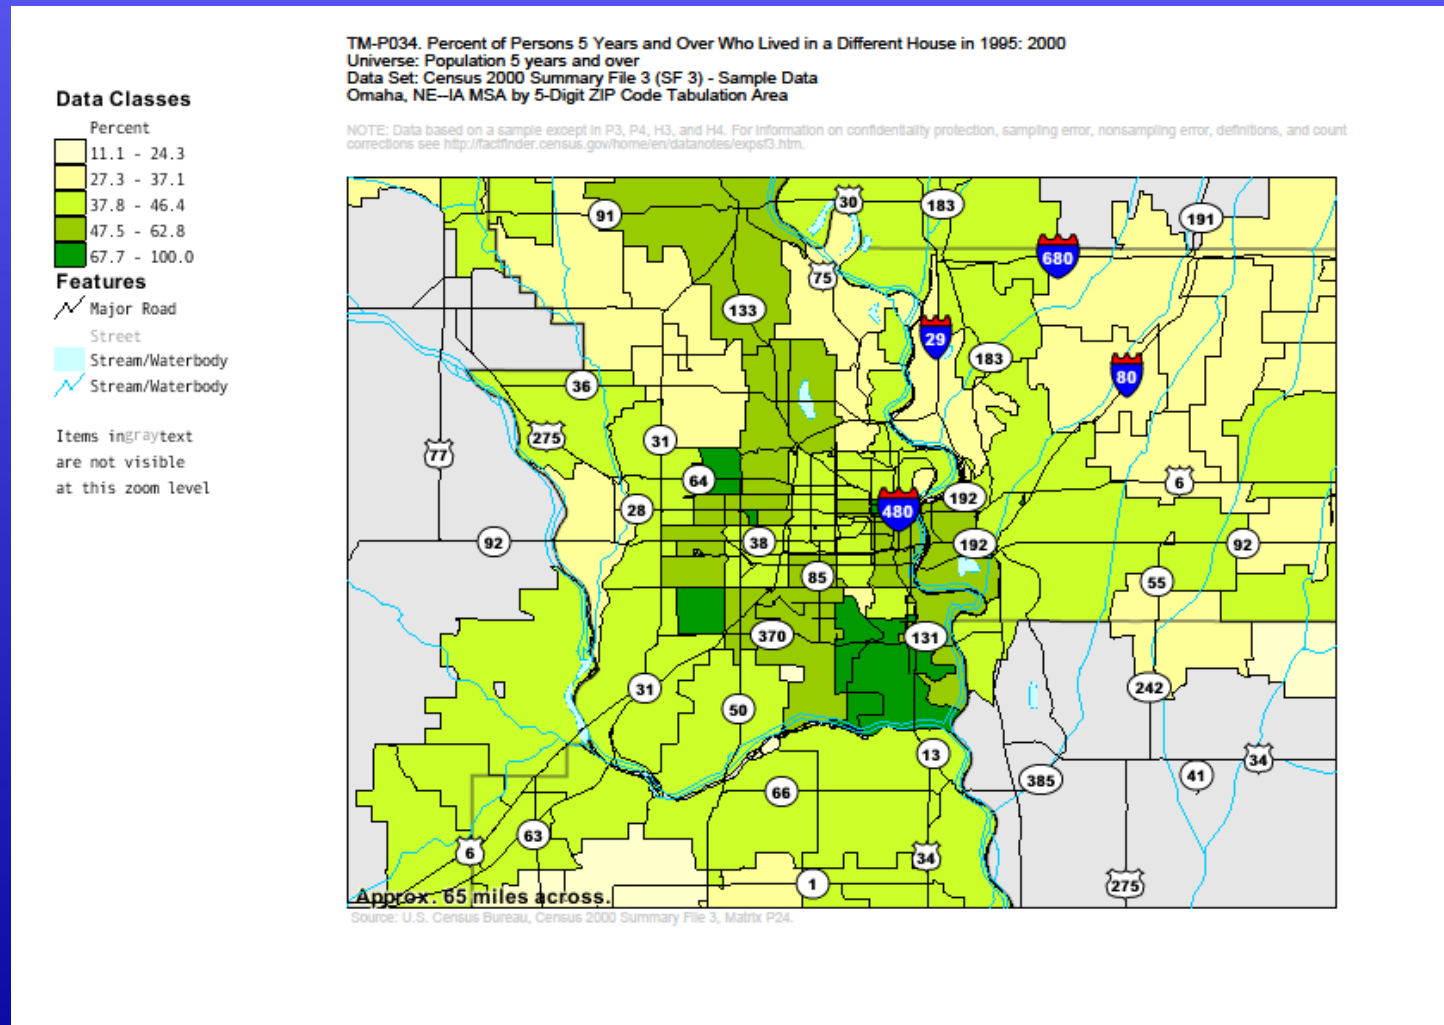 TM-P034. Percent of Persons 5 Years and Over Who Lived in a Different House in 1995: 2000
Universe: Population 5 years and over
Data Set: Census 2000 Summary File 3 (SF 3) - Sample Data
Omaha, NE--IA MSA by 5-Digit ZIP Code Tabulation Area
NOTE: Data based on a sample except in P3, P4, H3, and H4. For information on confidentiality protection, sampling error, nonsampling error, definitions, and count
corrections see http://factfinder.census.gov/home/en/datanotes/expsf3.htm.
Data Classes
Percent
11.1 - 24.3
27.3 - 37.1
37.8 - 46.4
47.5 - 62.8
67.7 - 100.0
Features
Major Road
Street
Stream/Waterbody
Stream/Waterbody
Items in gray text
are not visible
at this zoom level
30
183
91
191
680
75
133
29
183
80
36
275
31
77
64
6
192
28
480
92
38
192
92
85
55
370
131
31
242
50
13
34
385
41
66
63
6
34
1
275
Approx. 65 miles across.
Source: U.S. Census Bureau, Census 2000 Summary File 3, Matrix P24.